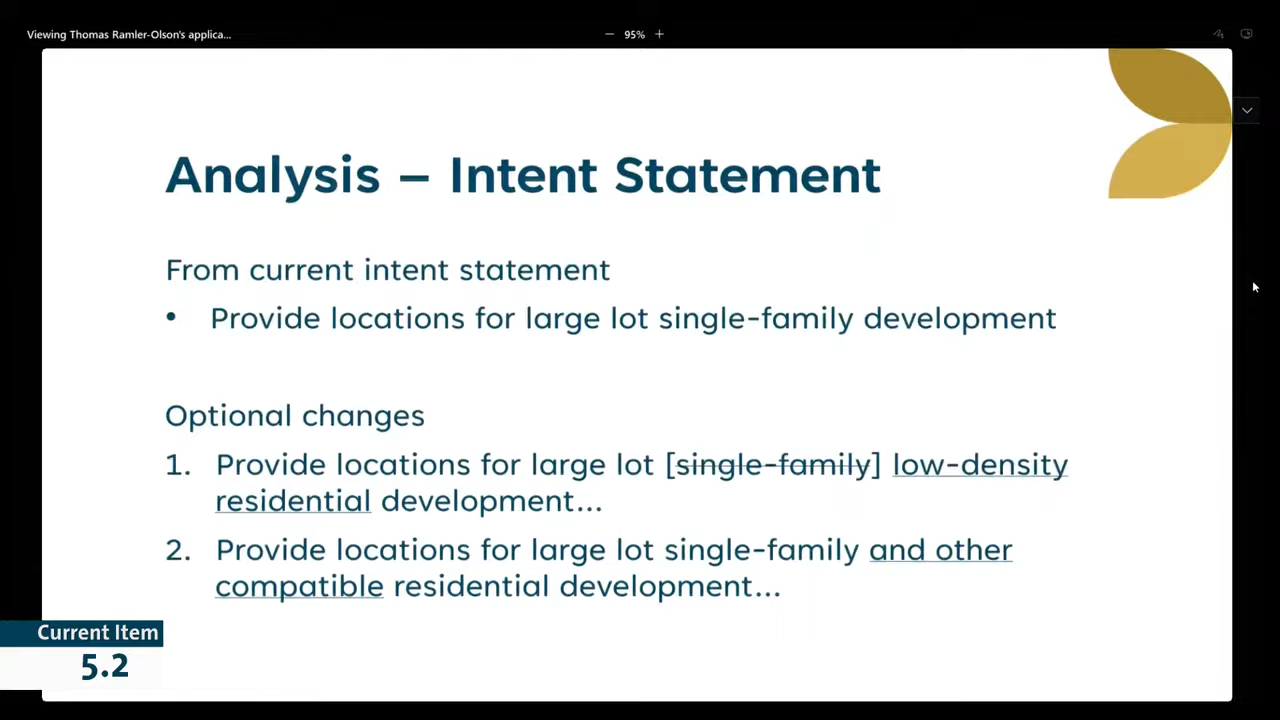 Viewing Thomas Ramler-Olson's applica...
95%
Analysis – Intent Statement
From current intent statement
• Provide locations for large lot single-family development
Optional changes
1. Provide locations for large lot [single-family] low-density
residential development...
2. Provide locations for large lot single-family and other
compatible residential development...
Current Item
5.2